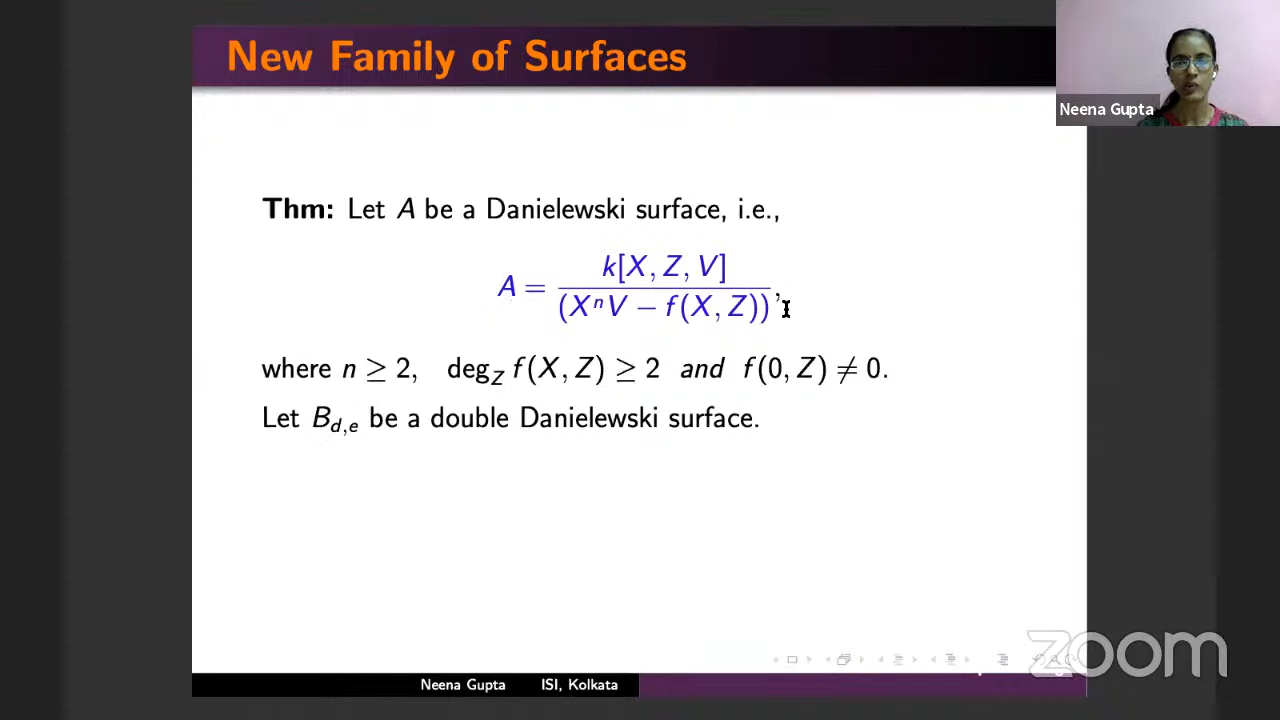 New Family of Surfaces
Neena Gupta
Thm: Let A be a Danielewski surface, i.e.,
A = k[X, Z, V] / (XⁿV − f(X, Z)),
where n ≥ 2, deg_Z f(X, Z) ≥ 2 and f(0, Z) ≠ 0.
Let B_{d,e} be a double Danielewski surface.
zoom
Neena Gupta ISI, Kolkata